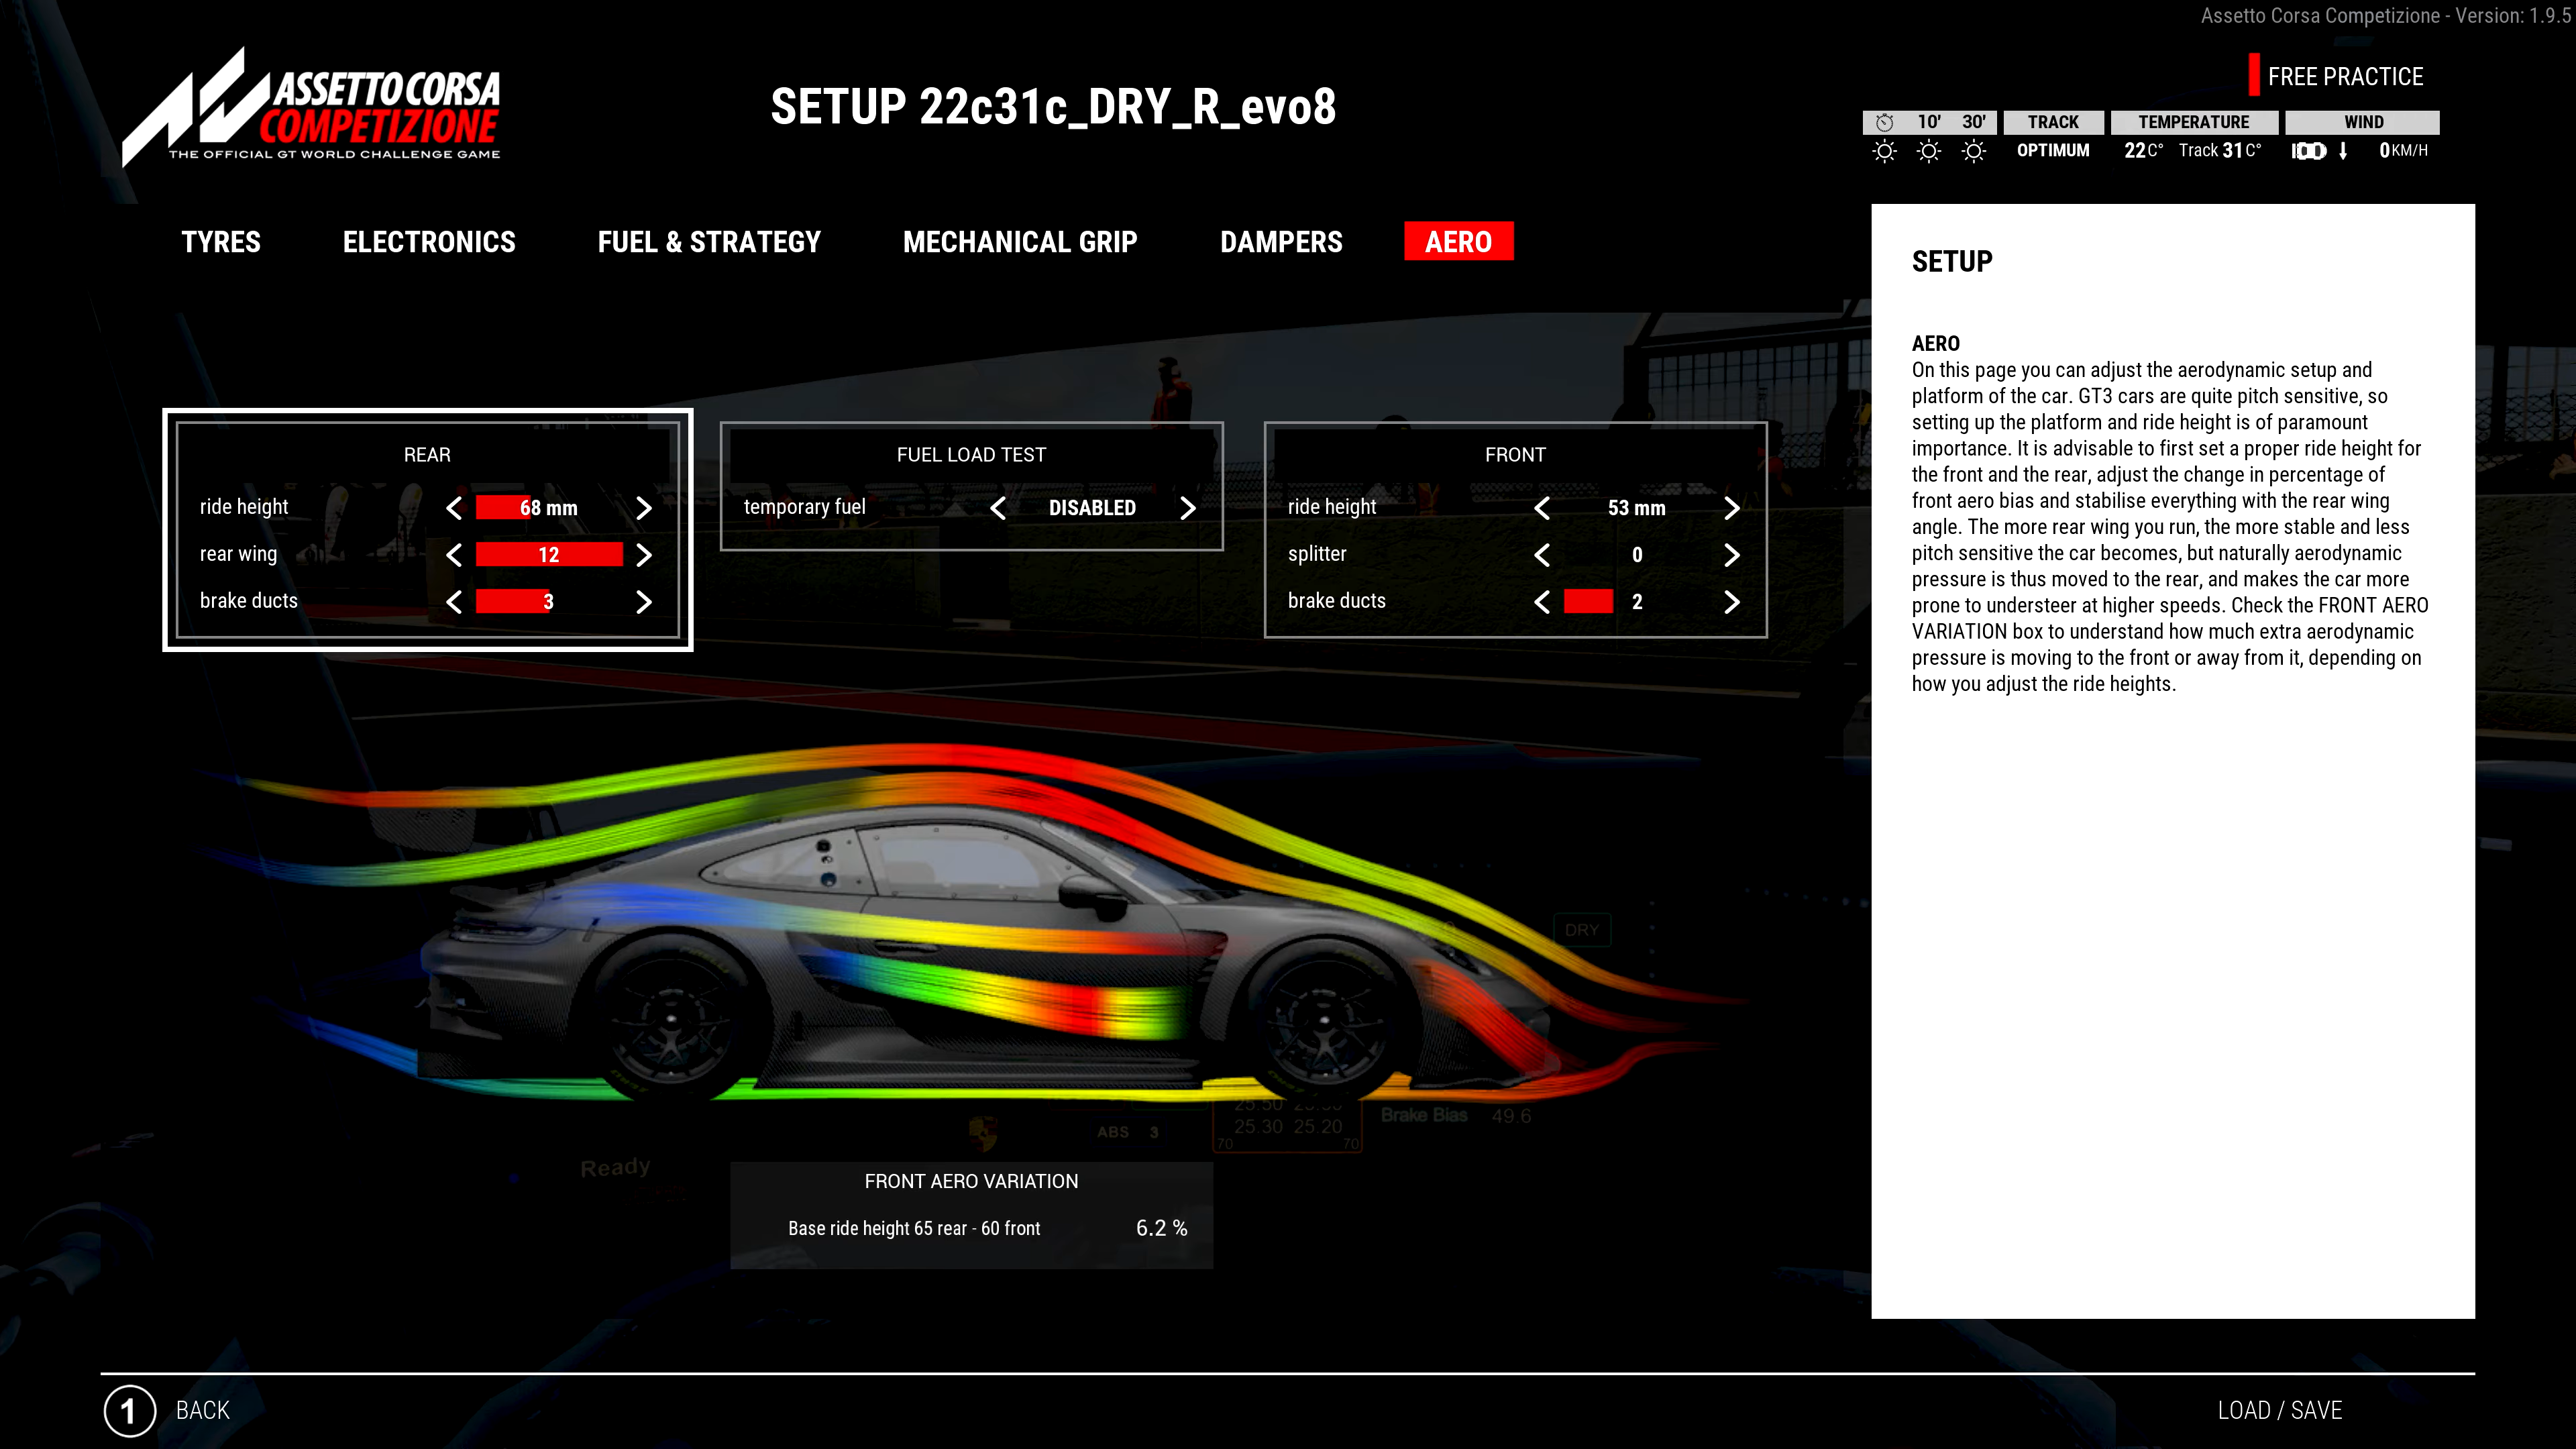 Assetto Corsa Competizione - Version: 1.9.5
ASSETTO CORSA
COMPETIZIONE
THE OFFICIAL GT WORLD CHALLENGE GAME
SETUP 22c31c_DRY_R_evo8
FREE PRACTICE
10' 30' TRACK TEMPERATURE WIND
OPTIMUM 22 C° Track 31 C° 0 KM/H
TYRES ELECTRONICS FUEL & STRATEGY MECHANICAL GRIP DAMPERS AERO
REAR
ride height 68 mm
rear wing 12
brake ducts 3
FUEL LOAD TEST
temporary fuel DISABLED
FRONT
ride height 53 mm
splitter 0
brake ducts 2
SETUP
AERO
On this page you can adjust the aerodynamic setup and
platform of the car. GT3 cars are quite pitch sensitive, so
setting up the platform and ride height is of paramount
importance. It is advisable to first set a proper ride height for
the front and the rear, adjust the change in percentage of
front aero bias and stabilise everything with the rear wing
angle. The more rear wing you run, the more stable and less
pitch sensitive the car becomes, but naturally aerodynamic
pressure is thus moved to the rear, and makes the car more
prone to understeer at higher speeds. Check the FRONT AERO
VARIATION box to understand how much extra aerodynamic
pressure is moving to the front or away from it, depending on
how you adjust the ride heights.
DRY
Brake Bias 49.6
ABS 3
25.30 25.20
70 70
Ready
FRONT AERO VARIATION
Base ride height 65 rear - 60 front 6.2 %
1 BACK
LOAD / SAVE